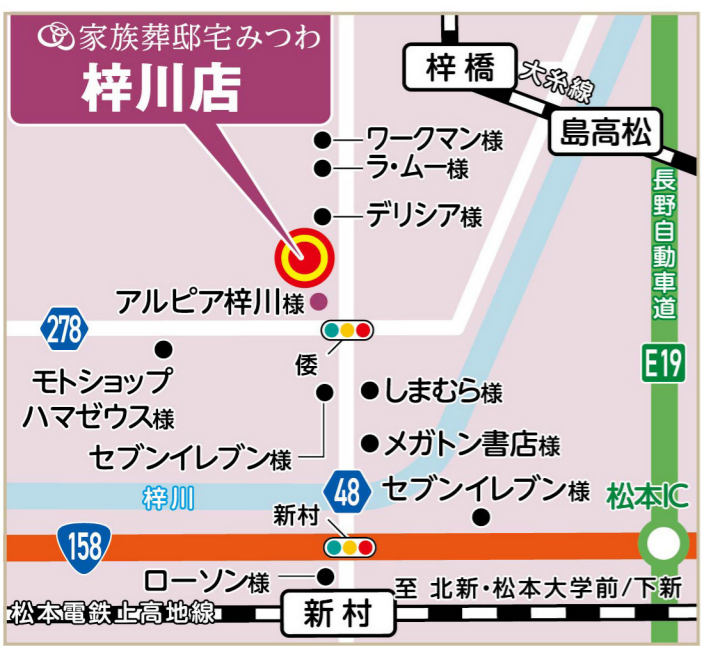 家族葬邸宅みつわ
梓川店
梓橋
大糸線
島高松
ワークマン様
ラ・ムー様
デリシア様
長野自動車道
アルピア梓川様
278
倭
E19
モトショップ
ハマゼウス様
しまむら様
セブンイレブン様
メガトン書店様
梓川
48
セブンイレブン様
松本IC
新村
158
ローソン様
至 北新・松本大学前/下新
松本電鉄上高地線
新村